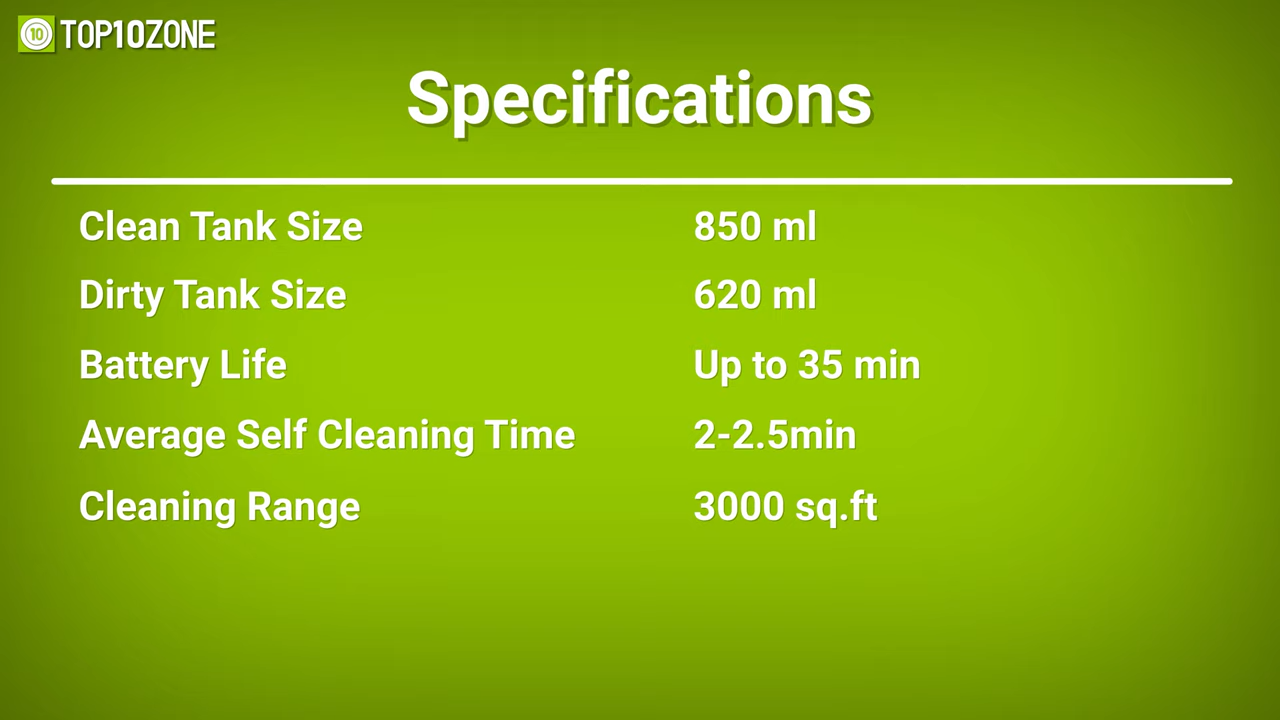 10 TOP10ZONE
Specifications
Clean Tank Size 850 ml
Dirty Tank Size 620 ml
Battery Life Up to 35 min
Average Self Cleaning Time 2-2.5min
Cleaning Range 3000 sq.ft